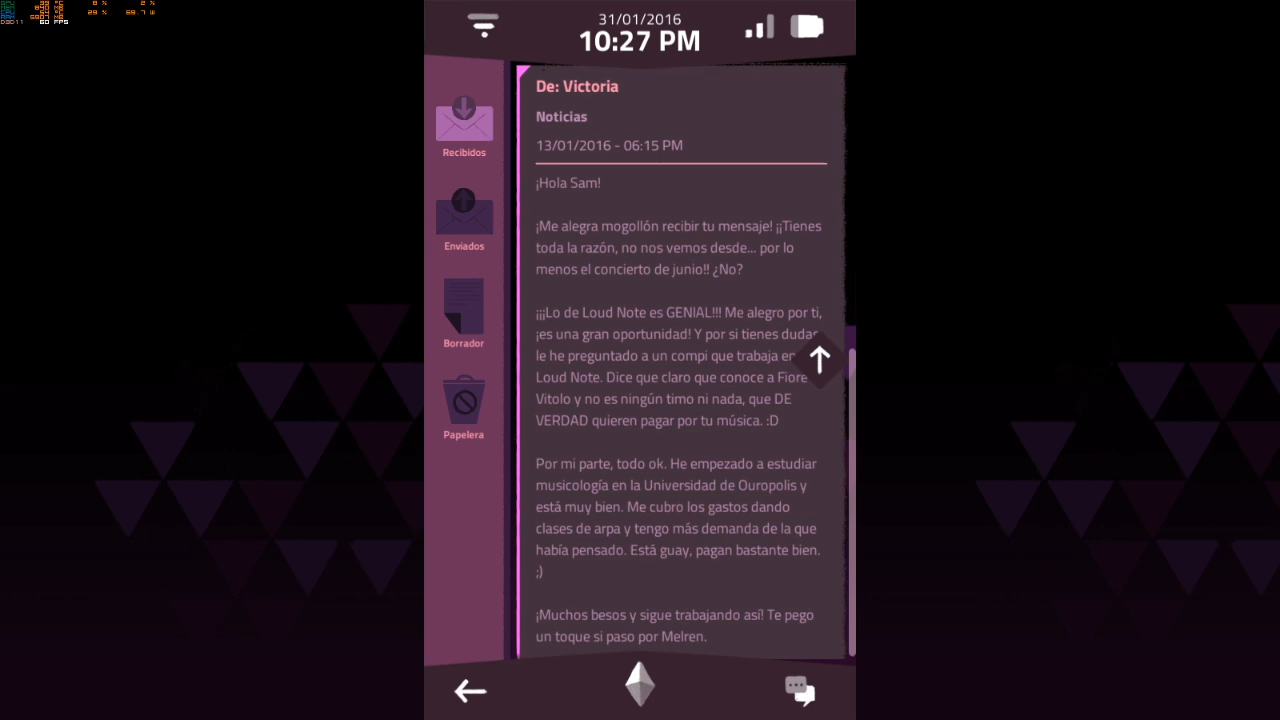 31/01/2016
10:27 PM
Recibidos
Enviados
Borrador
Papelera
De: Victoria
Noticias
13/01/2016 - 06:15 PM
¡Hola Sam!
¡Me alegra mogollón recibir tu mensaje! ¡¡Tienes
toda la razón, no nos vemos desde... por lo
menos el concierto de junio!! ¿No?
¡¡¡Lo de Loud Note es GENIAL!!! Me alegro por ti,
¡es una gran oportunidad! Y por si tienes dudas
le he preguntado a un compi que trabaja en
Loud Note. Dice que claro que conoce a Fiore
Vitolo y no es ningún timo ni nada, que DE
VERDAD quieren pagar por tu música. :D
Por mi parte, todo ok. He empezado a estudiar
musicología en la Universidad de Ouropolis y
está muy bien. Me cubro los gastos dando
clases de arpa y tengo más demanda de la que
había pensado. Está guay, pagan bastante bien.
;)
¡Muchos besos y sigue trabajando así! Te pego
un toque si paso por Melren.